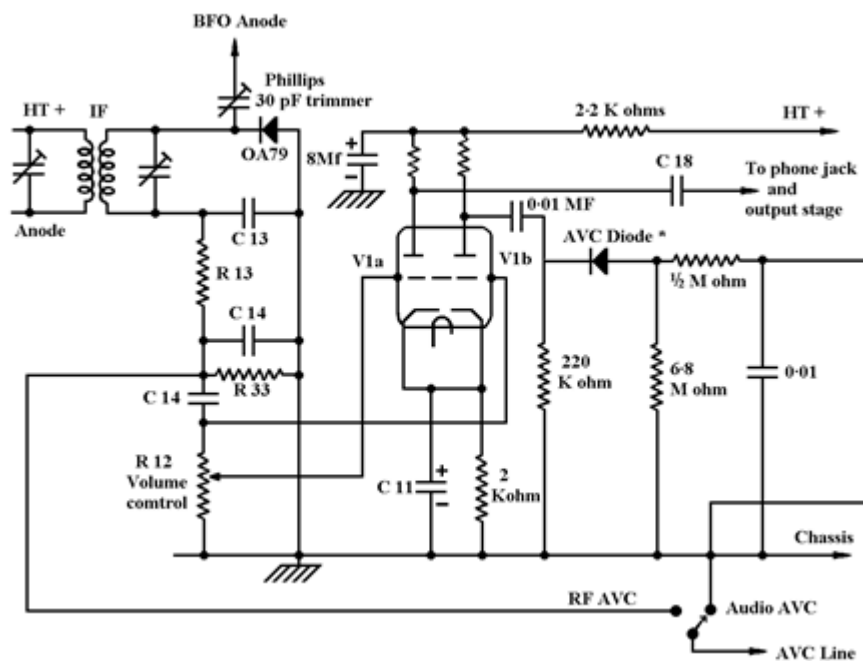 BFO Anode
Phillips
30 pF trimmer
HT +
IF
OA79
2·2 K ohms
HT +
8Mf
C 18
To phone jack
and
output stage
Anode
C 13
0·01 MF
AVC Diode *
V1a
V1b
R 13
½ M ohm
C 14
220
K ohm
6·8
M ohm
0·01
R 33
C 14
R 12
Volume
comtrol
C 11
2
Kohm
Chassis
RF AVC
Audio AVC
AVC Line